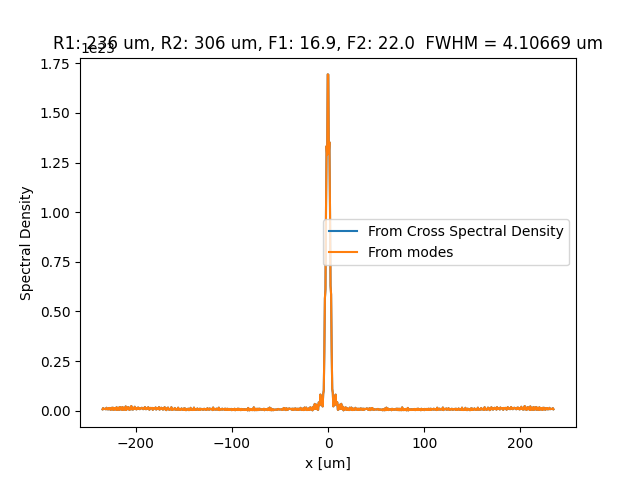 R1: 236 um, R2: 306 um, F1: 16.9, F2: 22.0  FWHM = 4.10669 um
1e23
1.75
1.50
1.25
1.00
0.75
0.50
0.25
0.00
Spectral Density
From Cross Spectral Density
From modes
−200
−100
0
100
200
x [um]